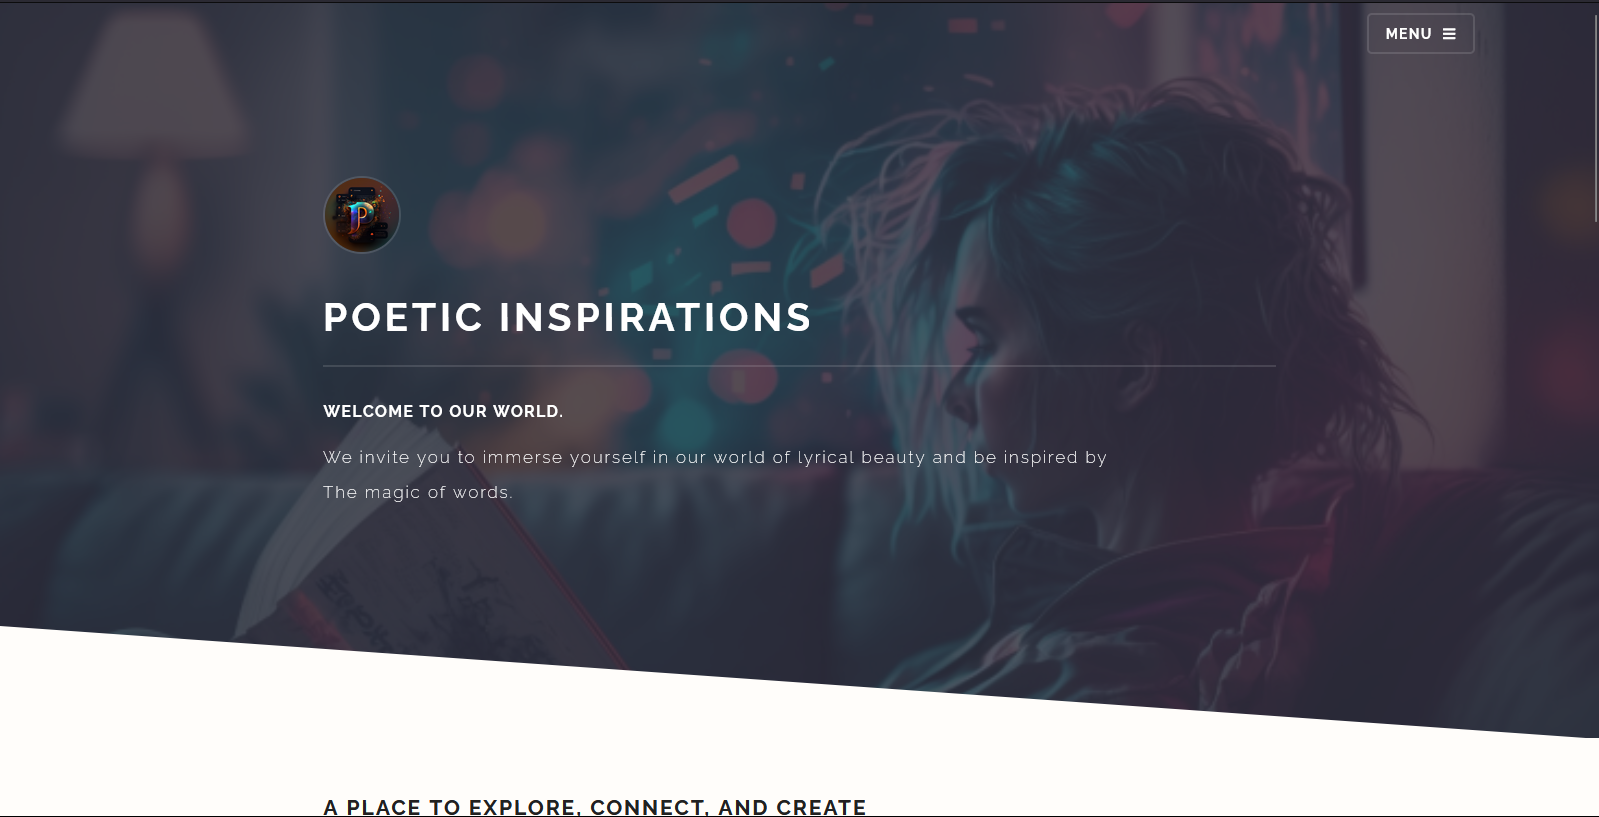 MENU
P
POETIC INSPIRATIONS
WELCOME TO OUR WORLD.
We invite you to immerse yourself in our world of lyrical beauty and be inspired by
The magic of words.
A PLACE TO EXPLORE, CONNECT, AND CREATE